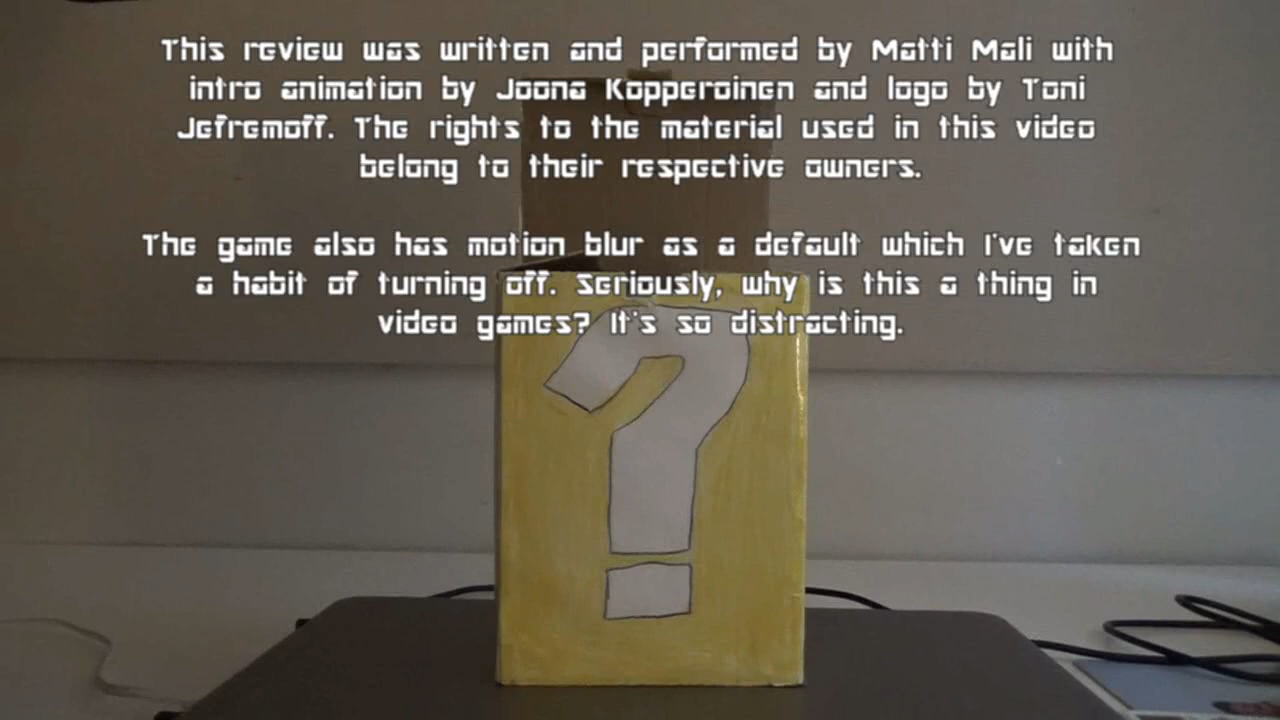 This review was written and performed by Matti Mali with
intro animation by Joona Kopperoinen and logo by Toni
Jefremoff. The rights to the material used in this video
belong to their respective owners.
The game also has motion blur as a default which I've taken
a habit of turning off. Seriously, why is this a thing in
video games? It's so distracting.
?